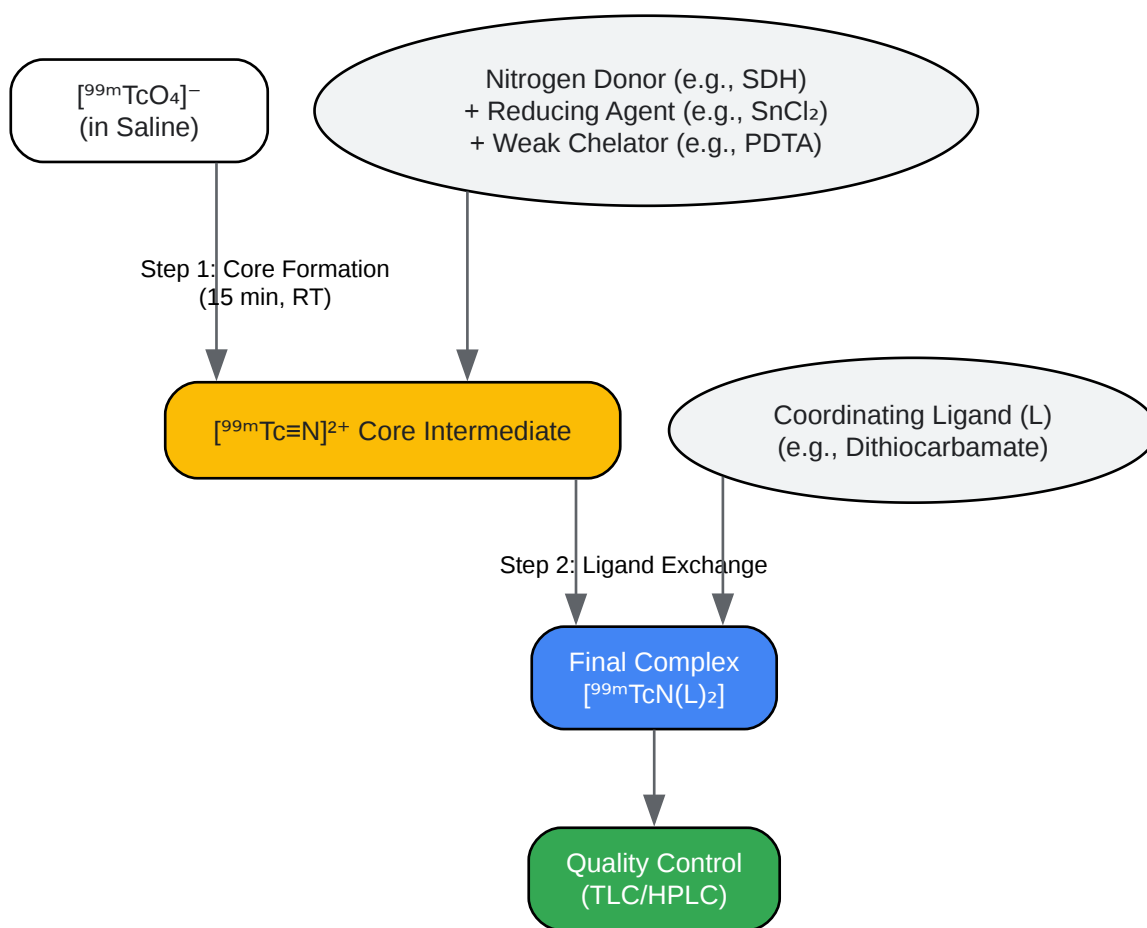 [⁹⁹ᵐTcO₄]⁻
(in Saline)
Nitrogen Donor (e.g., SDH)
+ Reducing Agent (e.g., SnCl₂)
+ Weak Chelator (e.g., PDTA)
Step 1: Core Formation
(15 min, RT)
[⁹⁹ᵐTc≡N]²⁺ Core Intermediate
Coordinating Ligand (L)
(e.g., Dithiocarbamate)
Step 2: Ligand Exchange
Final Complex
[⁹⁹ᵐTcN(L)₂]
Quality Control
(TLC/HPLC)